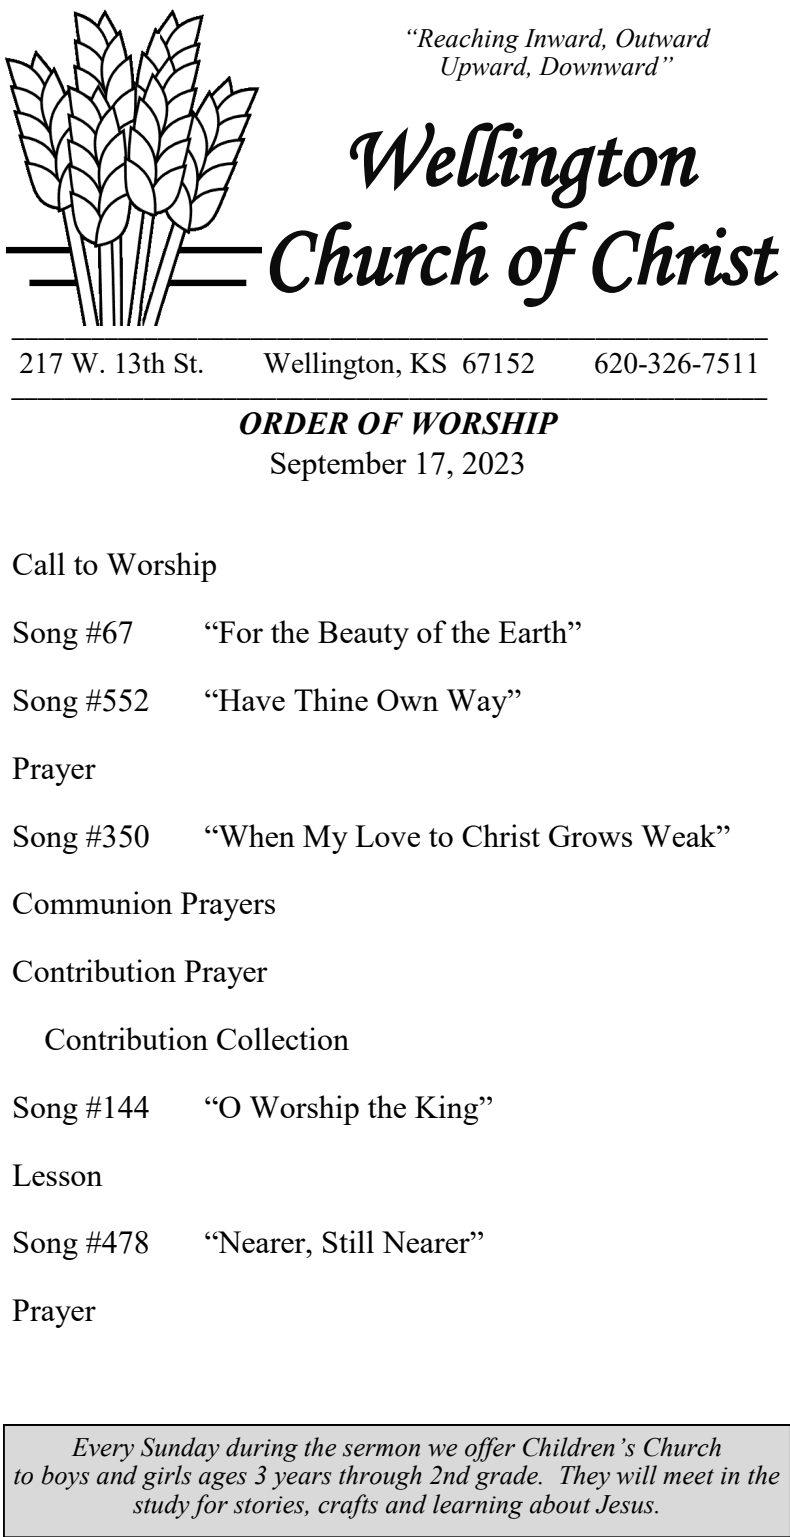 “Reaching Inward, Outward
Upward, Downward”
Wellington
Church of Christ
217 W. 13th St. Wellington, KS 67152 620-326-7511
ORDER OF WORSHIP
September 17, 2023
Call to Worship
Song #67 “For the Beauty of the Earth”
Song #552 “Have Thine Own Way”
Prayer
Song #350 “When My Love to Christ Grows Weak”
Communion Prayers
Contribution Prayer
Contribution Collection
Song #144 “O Worship the King”
Lesson
Song #478 “Nearer, Still Nearer”
Prayer
Every Sunday during the sermon we offer Children’s Church
to boys and girls ages 3 years through 2nd grade. They will meet in the
study for stories, crafts and learning about Jesus.